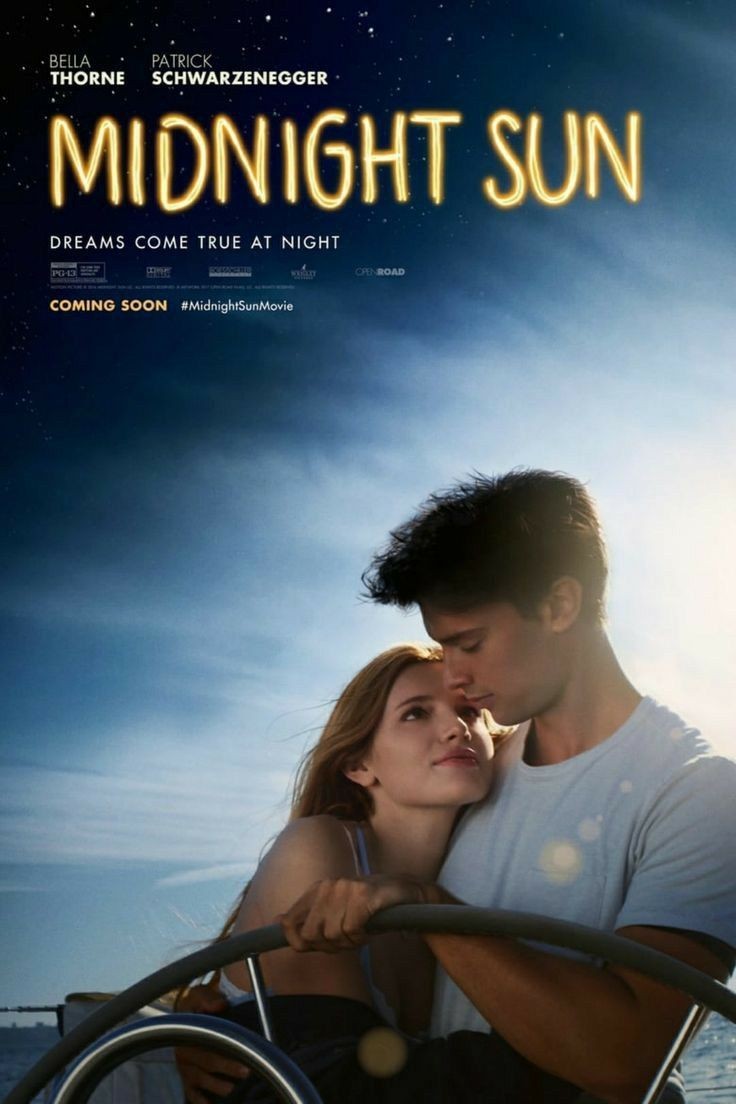 BELLA PATRICK
THORNE SCHWARZENEGGER
MIDNIGHT SUN
DREAMS COME TRUE AT NIGHT
PG-13
OPEN ROAD
COMING SOON #MidnightSunMovie